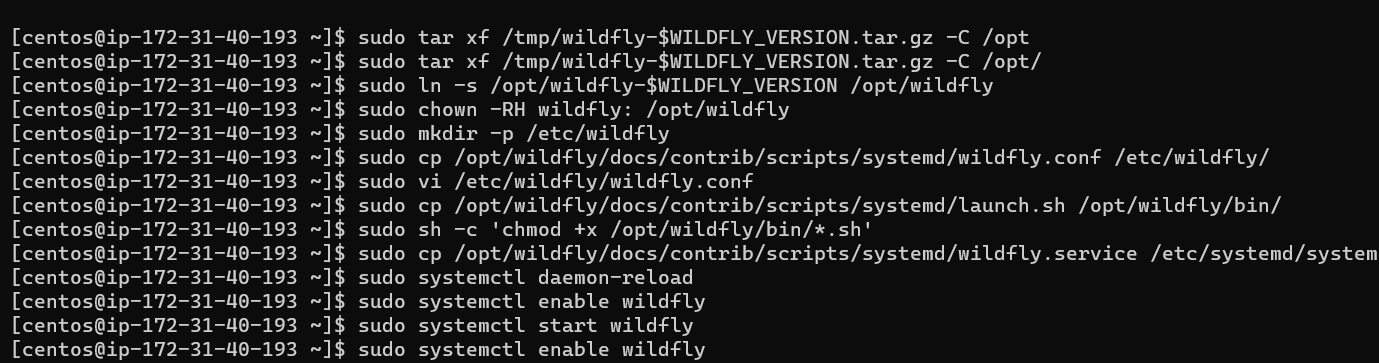 [centos@ip-172-31-40-193 ~]$ sudo tar xf /tmp/wildfly-$WILDFLY_VERSION.tar.gz -C /opt
[centos@ip-172-31-40-193 ~]$ sudo tar xf /tmp/wildfly-$WILDFLY_VERSION.tar.gz -C /opt/
[centos@ip-172-31-40-193 ~]$ sudo ln -s /opt/wildfly-$WILDFLY_VERSION /opt/wildfly
[centos@ip-172-31-40-193 ~]$ sudo chown -RH wildfly: /opt/wildfly
[centos@ip-172-31-40-193 ~]$ sudo mkdir -p /etc/wildfly
[centos@ip-172-31-40-193 ~]$ sudo cp /opt/wildfly/docs/contrib/scripts/systemd/wildfly.conf /etc/wildfly/
[centos@ip-172-31-40-193 ~]$ sudo vi /etc/wildfly/wildfly.conf
[centos@ip-172-31-40-193 ~]$ sudo cp /opt/wildfly/docs/contrib/scripts/systemd/launch.sh /opt/wildfly/bin/
[centos@ip-172-31-40-193 ~]$ sudo sh -c 'chmod +x /opt/wildfly/bin/*.sh'
[centos@ip-172-31-40-193 ~]$ sudo cp /opt/wildfly/docs/contrib/scripts/systemd/wildfly.service /etc/systemd/system
[centos@ip-172-31-40-193 ~]$ sudo systemctl daemon-reload
[centos@ip-172-31-40-193 ~]$ sudo systemctl enable wildfly
[centos@ip-172-31-40-193 ~]$ sudo systemctl start wildfly
[centos@ip-172-31-40-193 ~]$ sudo systemctl enable wildfly